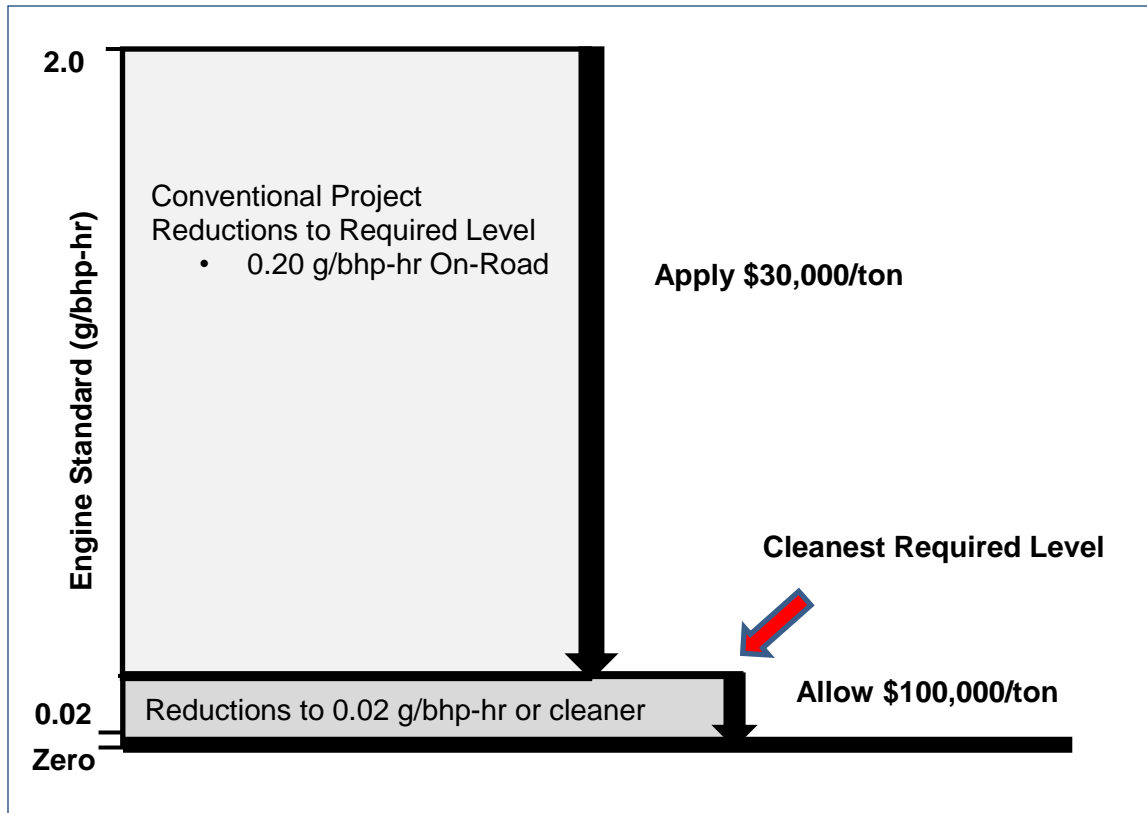 2.0
Engine Standard (g/bhp-hr)
Conventional Project
Reductions to Required Level
• 0.20 g/bhp-hr On-Road
Apply $30,000/ton
Cleanest Required Level
Allow $100,000/ton
0.02
Reductions to 0.02 g/bhp-hr or cleaner
Zero